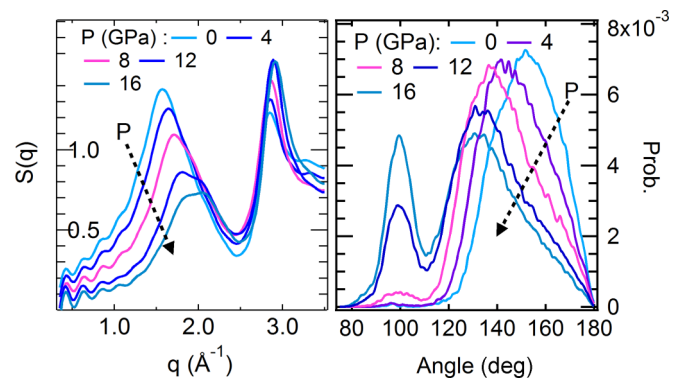 P (GPa) : 0 4
8 12
16
P
S(q)
1.0
0.5
1.0 2.0 3.0
q (Å⁻¹)
P (GPa): 0 4
8 12
16
P
8x10⁻³
6
4
2
0
Prob.
80 100 120 140 160 180
Angle (deg)